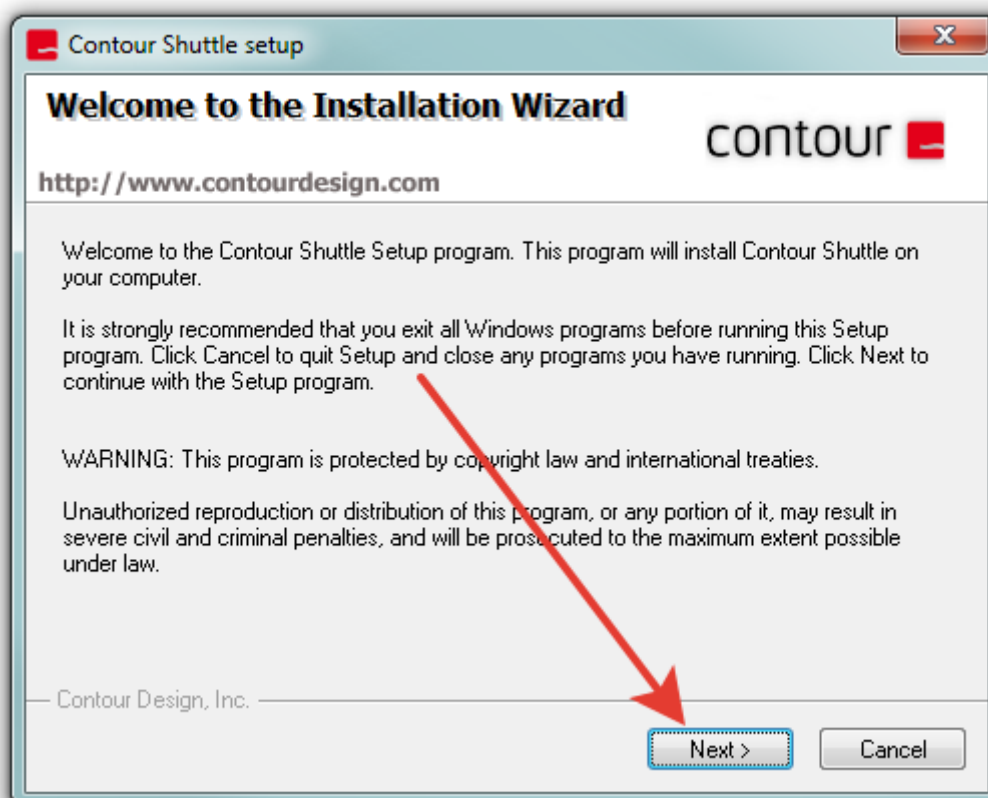 Contour Shuttle setup
Welcome to the Installation Wizard
contour
http://www.contourdesign.com
Welcome to the Contour Shuttle Setup program. This program will install Contour Shuttle on
your computer.
It is strongly recommended that you exit all Windows programs before running this Setup
program. Click Cancel to quit Setup and close any programs you have running. Click Next to
continue with the Setup program.
WARNING: This program is protected by copyright law and international treaties.
Unauthorized reproduction or distribution of this program, or any portion of it, may result in
severe civil and criminal penalties, and will be prosecuted to the maximum extent possible
under law.
Contour Design, Inc.
Next >
Cancel